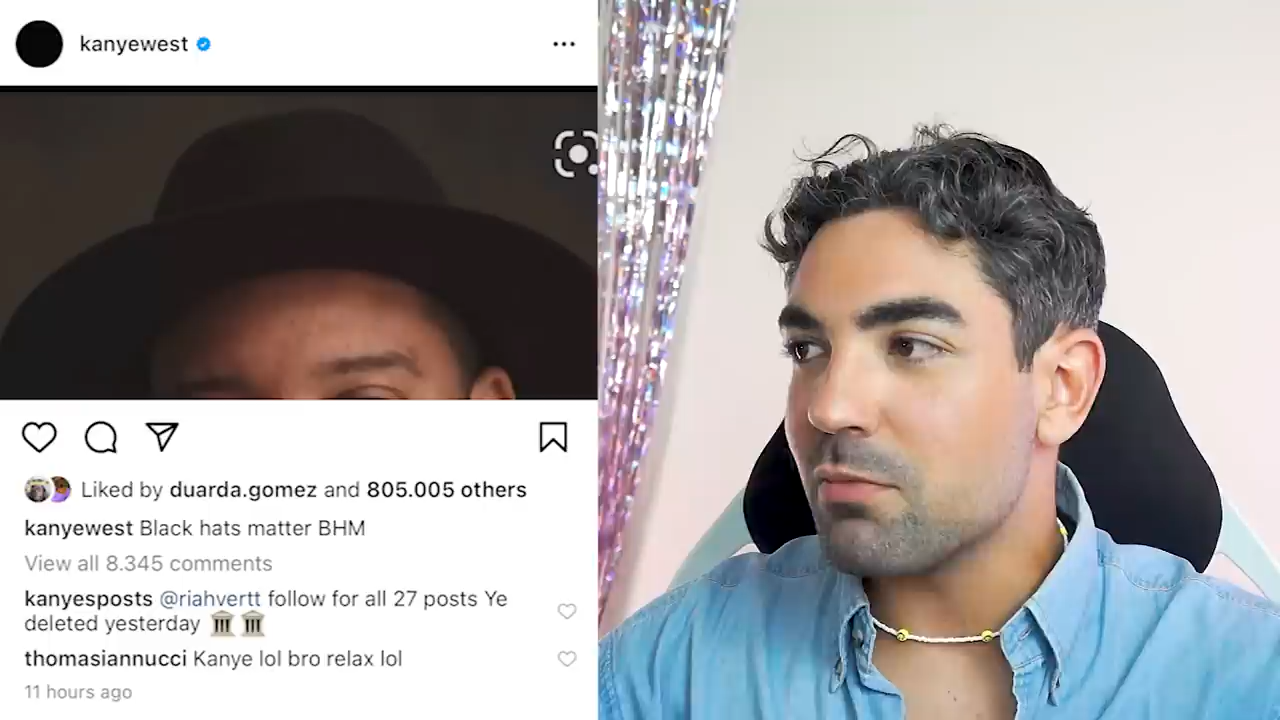 kanyewest
Liked by duarda.gomez and 805.005 others
kanyewest Black hats matter BHM
View all 8.345 comments
kanyesposts @riahvertt follow for all 27 posts Ye
deleted yesterday 🏛️ 🏛️
thomasiannucci Kanye lol bro relax lol
11 hours ago